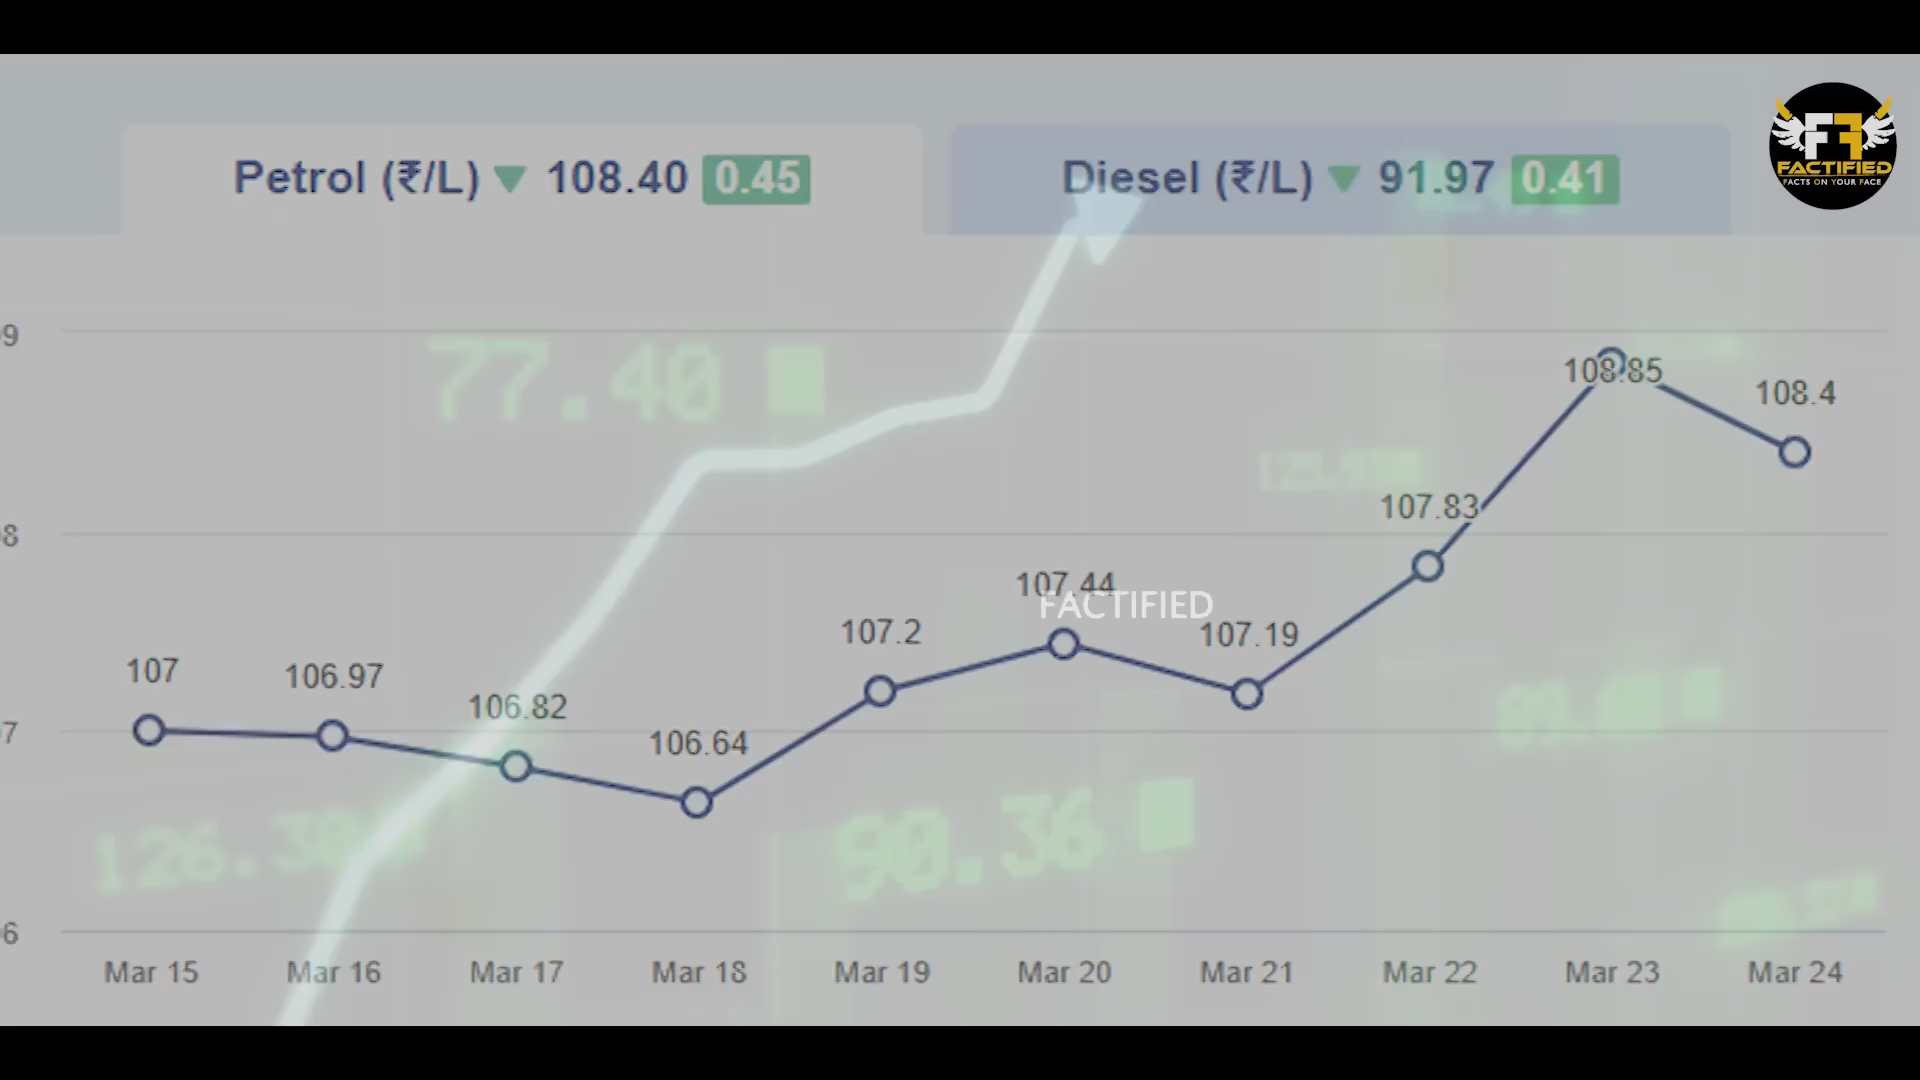 Petrol (₹/L) ▼ 108.40 0.45
Diesel (₹/L) ▼ 91.97 0.41
FF
FACTIFIED
FACTS ON YOUR FACE
9
77.40
108.85
108.4
107.83
8
107.44
FACTIFIED
107.2
107.19
107
106.97
106.82
106.64
7
126.30
90.36
6
Mar 15 Mar 16 Mar 17 Mar 18 Mar 19 Mar 20 Mar 21 Mar 22 Mar 23 Mar 24